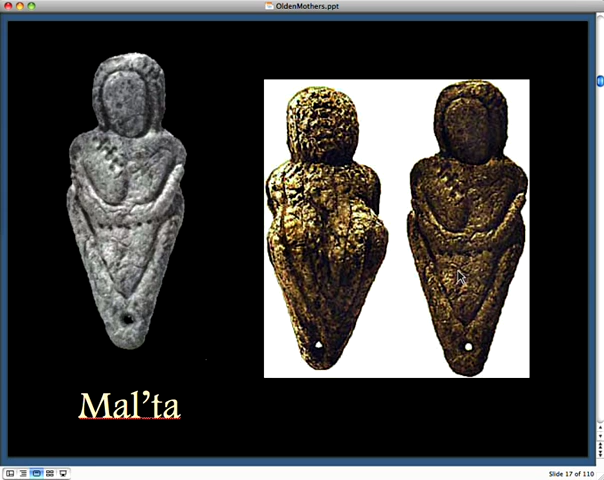 OldenMothers.ppt
Mal’ta
Slide 17 of 110